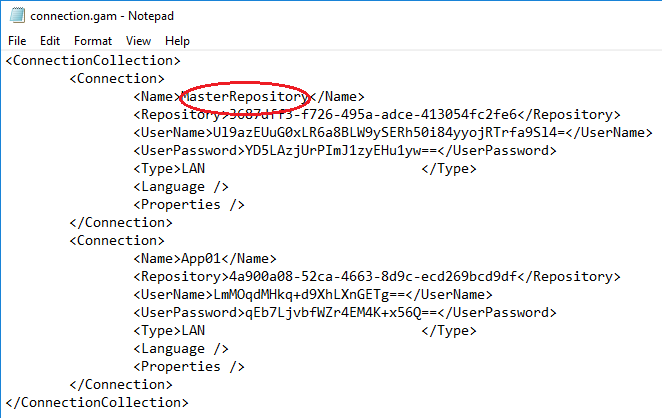 connection.gam - Notepad
File Edit Format View Help
<ConnectionCollection>
<Connection>
<Name>MasterRepository</Name>
<Repository>3687dff3-f726-495a-adce-413054fc2fe6</Repository>
<UserName>Ul9azEUuG0xLR6a8BLW9ySERh50i84yyojRTrfa9Sl4=</UserName>
<UserPassword>YD5LAzjUrPImJ1zyEHu1yw==</UserPassword>
<Type>LAN </Type>
<Language />
<Properties />
</Connection>
<Connection>
<Name>App01</Name>
<Repository>4a900a08-52ca-4663-8d9c-ecd269bcd9df</Repository>
<UserName>LmMOqdMHkq+d9XhLXnGETg==</UserName>
<UserPassword>qEb7LjvbfWZr4EM4K+x56Q==</UserPassword>
<Type>LAN </Type>
<Language />
<Properties />
</Connection>
</ConnectionCollection>